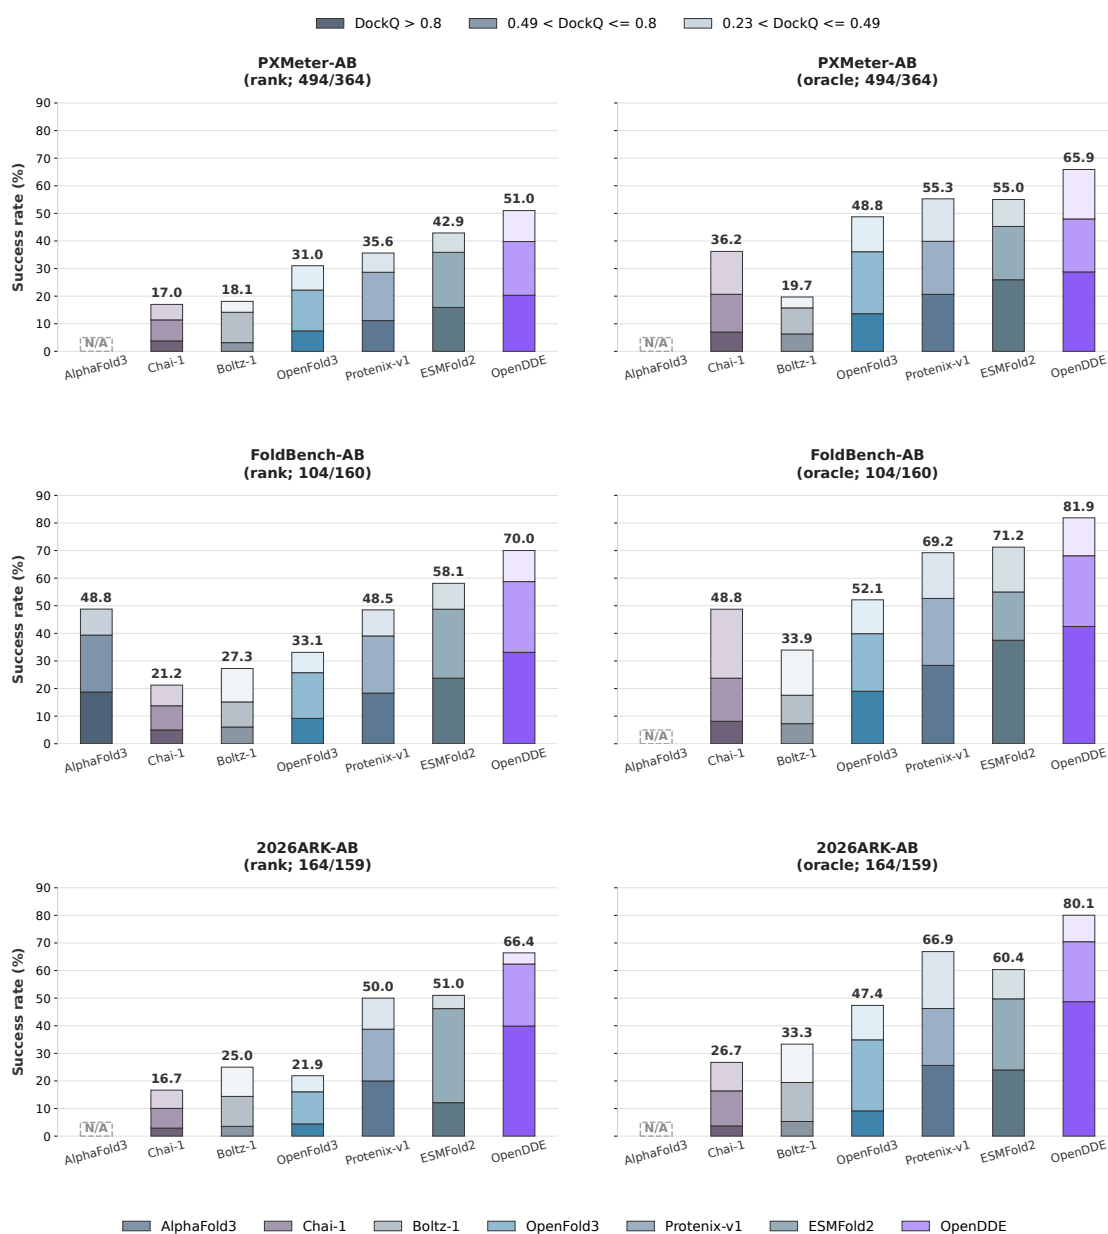 DockQ > 0.8  0.49 < DockQ <= 0.8  0.23 < DockQ <= 0.49
PXMeter-AB
(rank; 494/364)
Success rate (%)
90
80
70
60
50
40
30
20
10
0
N/A
17.0
18.1
31.0
35.6
42.9
51.0
AlphaFold3 Chai-1 Boltz-1 OpenFold3 Protenix-v1 ESMFold2 OpenDDE
PXMeter-AB
(oracle; 494/364)
N/A
36.2
19.7
48.8
55.3
55.0
65.9
AlphaFold3 Chai-1 Boltz-1 OpenFold3 Protenix-v1 ESMFold2 OpenDDE
FoldBench-AB
(rank; 104/160)
Success rate (%)
90
80
70
60
50
40
30
20
10
0
48.8
21.2
27.3
33.1
48.5
58.1
70.0
AlphaFold3 Chai-1 Boltz-1 OpenFold3 Protenix-v1 ESMFold2 OpenDDE
FoldBench-AB
(oracle; 104/160)
N/A
48.8
33.9
52.1
69.2
71.2
81.9
AlphaFold3 Chai-1 Boltz-1 OpenFold3 Protenix-v1 ESMFold2 OpenDDE
2026ARK-AB
(rank; 164/159)
Success rate (%)
90
80
70
60
50
40
30
20
10
0
N/A
16.7
25.0
21.9
50.0
51.0
66.4
AlphaFold3 Chai-1 Boltz-1 OpenFold3 Protenix-v1 ESMFold2 OpenDDE
2026ARK-AB
(oracle; 164/159)
N/A
26.7
33.3
47.4
66.9
60.4
80.1
AlphaFold3 Chai-1 Boltz-1 OpenFold3 Protenix-v1 ESMFold2 OpenDDE
AlphaFold3 Chai-1 Boltz-1 OpenFold3 Protenix-v1 ESMFold2 OpenDDE